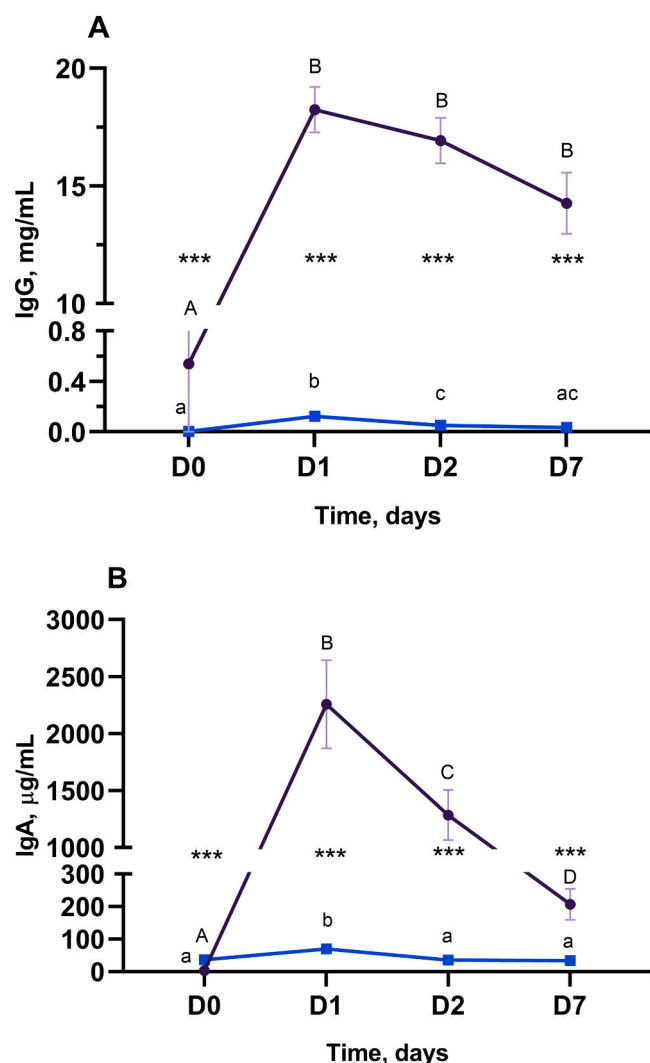 A
20
B
B
B
15
IgG, mg/mL
*** *** *** ***
10
A
0.8
0.4
a
b
c
ac
0.0
D0 D1 D2 D7
Time, days
B
3000
B
2500
2000
C
1500
IgA, μg/mL
1000
*** *** *** ***
D
300
200
A
b
a
a
100
a
0
D0 D1 D2 D7
Time, days